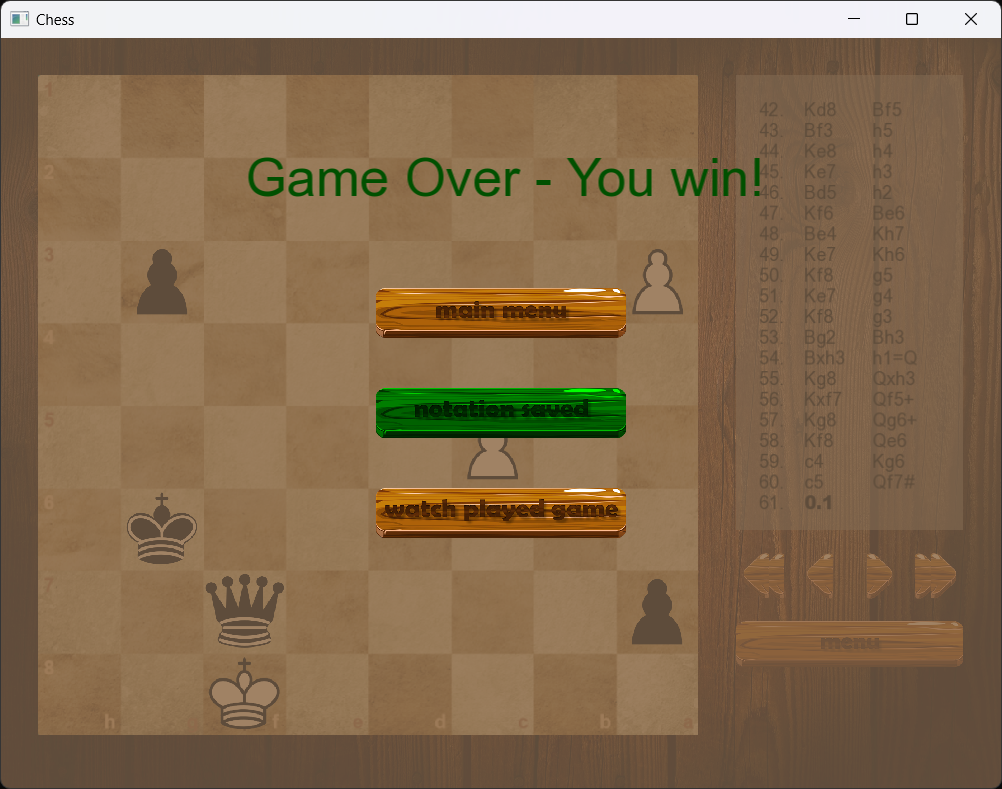 Chess
1
2
3
4
5
6
7
8
h
f
e
d
c
b
a
Game Over - You win!
main menu
notation saved
watch played game
42. Kd8 Bf5
43. Bf3 h5
44. Ke8 h4
45. Ke7 h3
46. Bd5 h2
47. Kf6 Be6
48. Be4 Kh7
49. Ke7 Kh6
50. Kf8 g5
51. Ke7 g4
52. Kf8 g3
53. Bg2 Bh3
54. Bxh3 h1=Q
55. Kg8 Qxh3
56. Kxf7 Qf5+
57. Kg8 Qg6+
58. Kf8 Qe6
59. c4 Kg6
60. c5 Qf7#
61. 0.1
menu